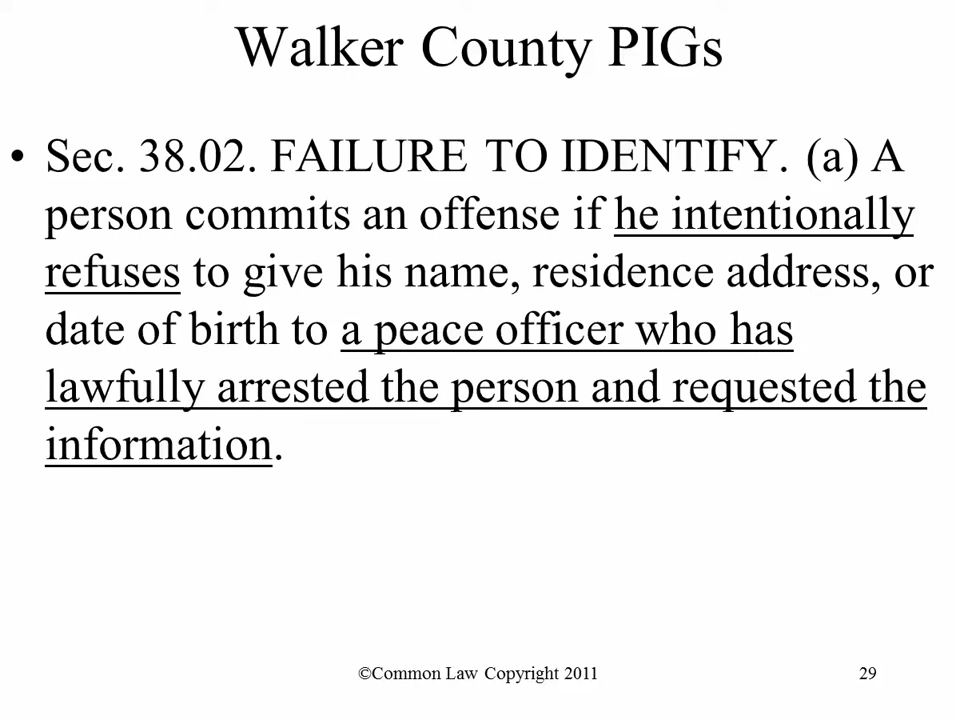 Walker County PIGs
• Sec. 38.02. FAILURE TO IDENTIFY. (a) A
person commits an offense if he intentionally
refuses to give his name, residence address, or
date of birth to a peace officer who has
lawfully arrested the person and requested the
information.
©Common Law Copyright 2011
29